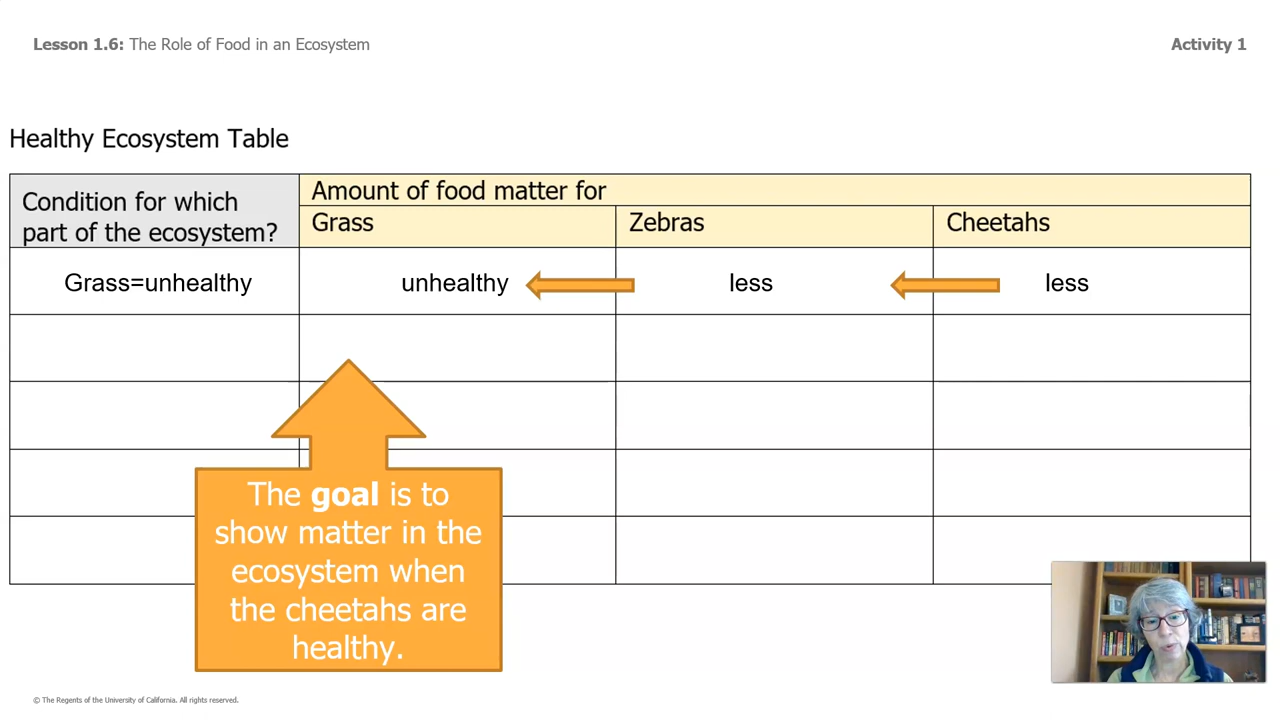 Lesson 1.6: The Role of Food in an Ecosystem
Activity 1
Healthy Ecosystem Table
Condition for which
part of the ecosystem?
Amount of food matter for
Grass
Zebras
Cheetahs
Grass=unhealthy
unhealthy
less
less
The goal is to
show matter in the
ecosystem when
the cheetahs are
healthy.
© The Regents of the University of California. All rights reserved.